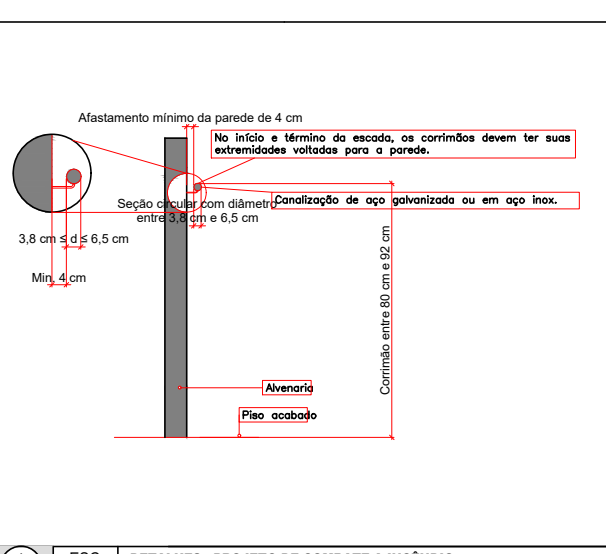 Afastamento mínimo da parede de 4 cm
No início e término da escada, os corrimãos devem ter suas
extremidades voltadas para a parede.
Seção circular com diâmetro
entre 3,8 cm e 6,5 cm
Canalização de aço galvanizada ou em aço inox.
3,8 cm ≤ d ≤ 6,5 cm
Min. 4 cm
Corrimão entre 80 cm e 92 cm
Alvenaria
Piso acabado